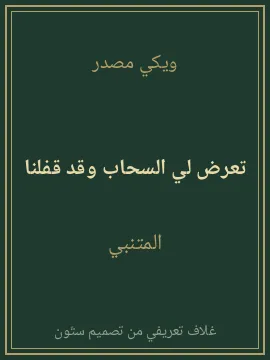 ويكي مصدر
تعرض لي السحاب وقد قفلنا
المتنبي
غلاف تعريفي من تصميم سثون